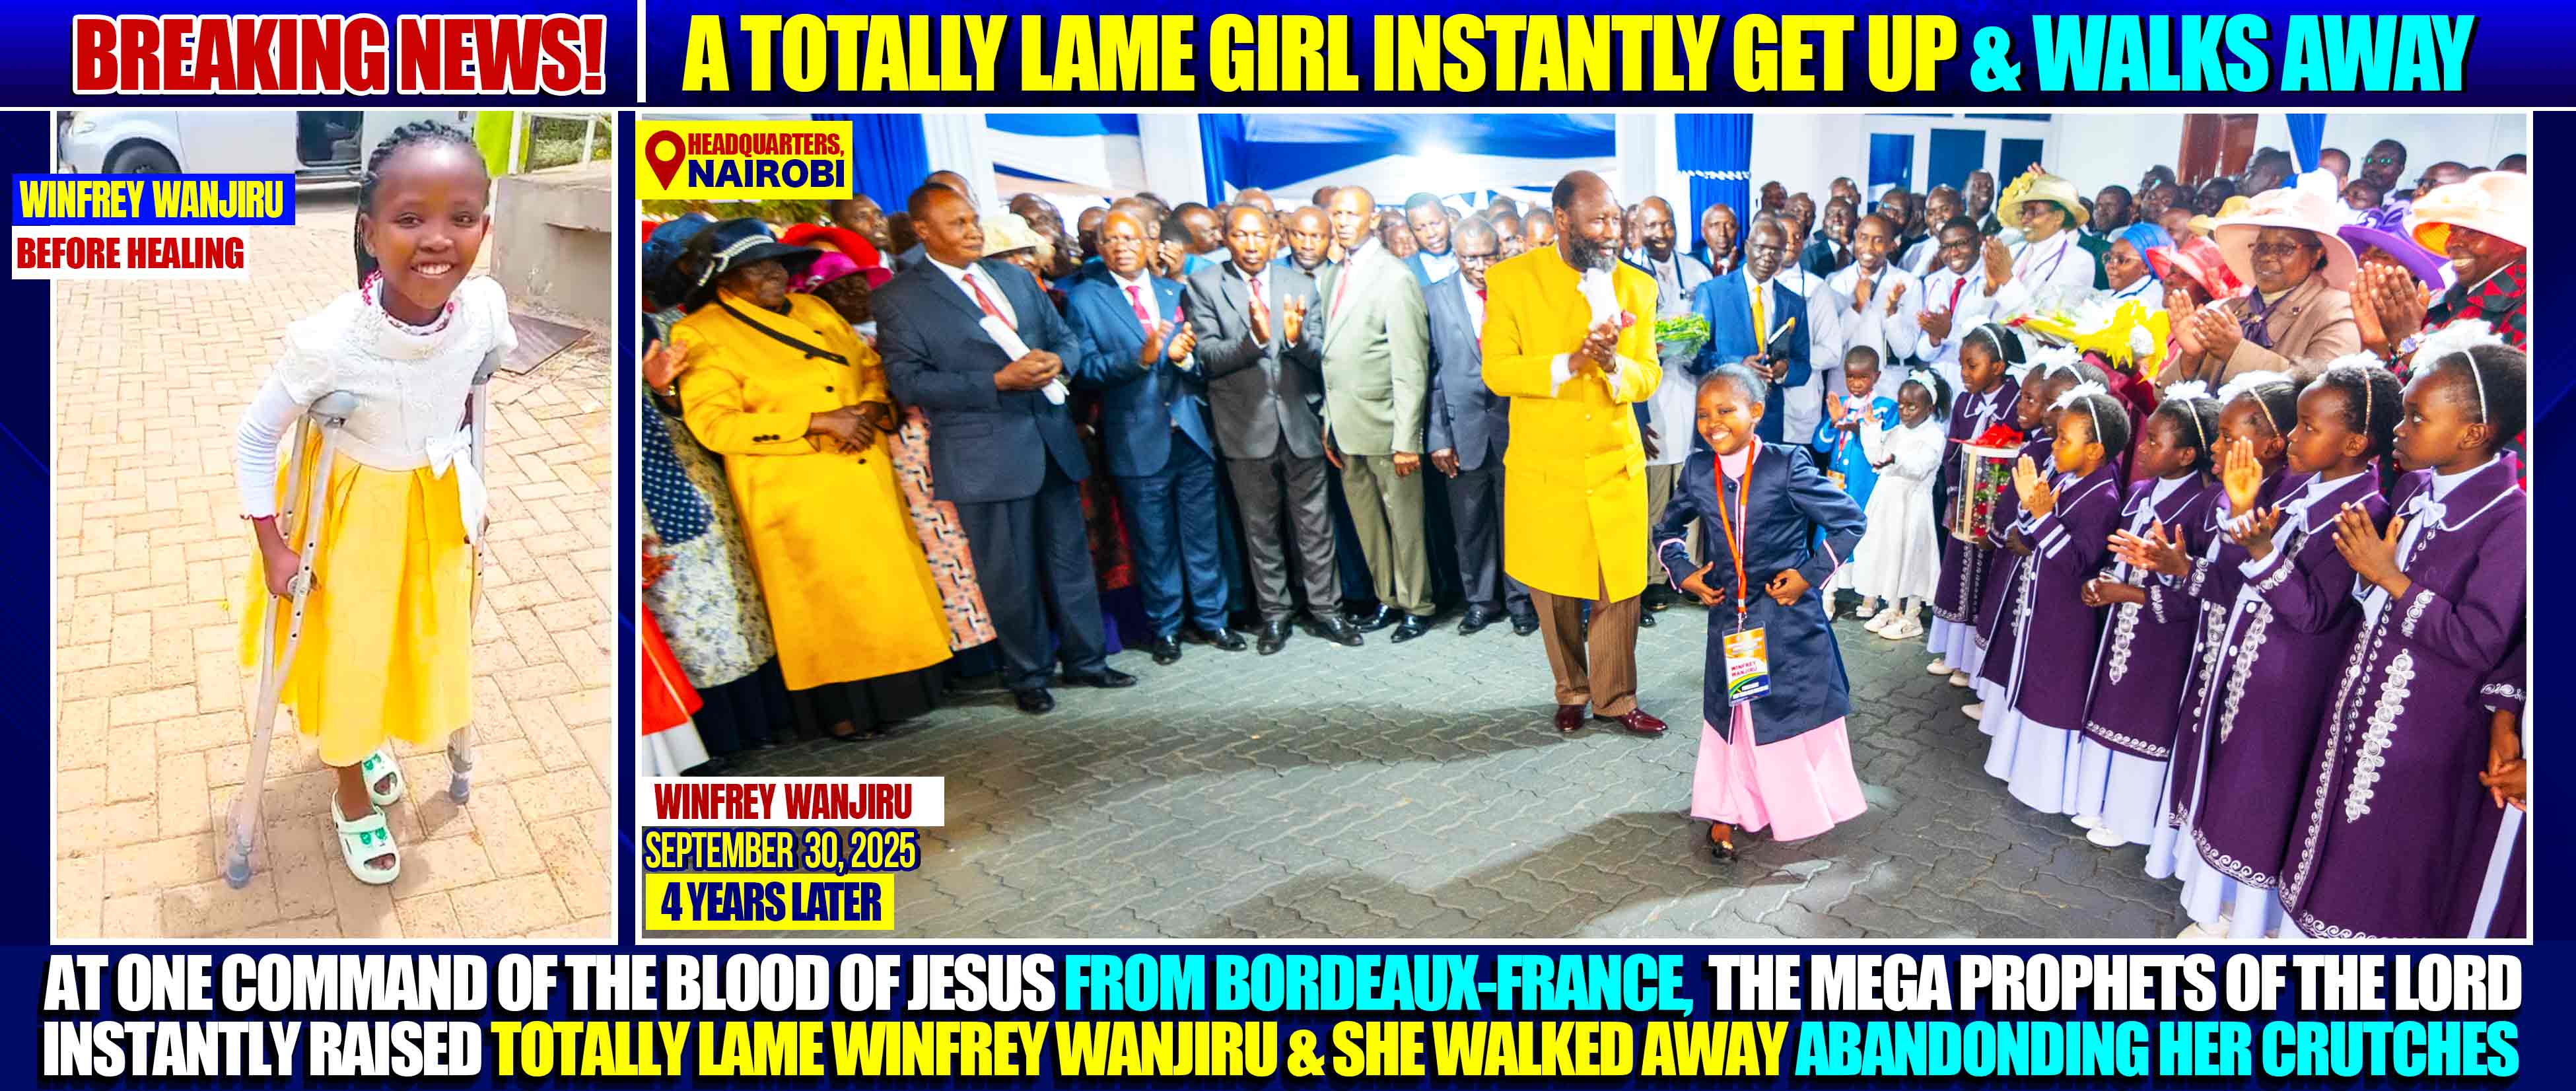 BREAKING NEWS!
A TOTALLY LAME GIRL INSTANTLY GET UP & WALKS AWAY
WINFREY WANJIRU
BEFORE HEALING
HEADQUARTERS,
NAIROBI
WINFREY
WANJIRU
WINFREY WANJIRU
SEPTEMBER 30, 2025
4 YEARS LATER
AT ONE COMMAND OF THE BLOOD OF JESUS FROM BORDEAUX-FRANCE, THE MEGA PROPHETS OF THE LORD
INSTANTLY RAISED TOTALLY LAME WINFREY WANJIRU & SHE WALKED AWAY ABANDONDING HER CRUTCHES